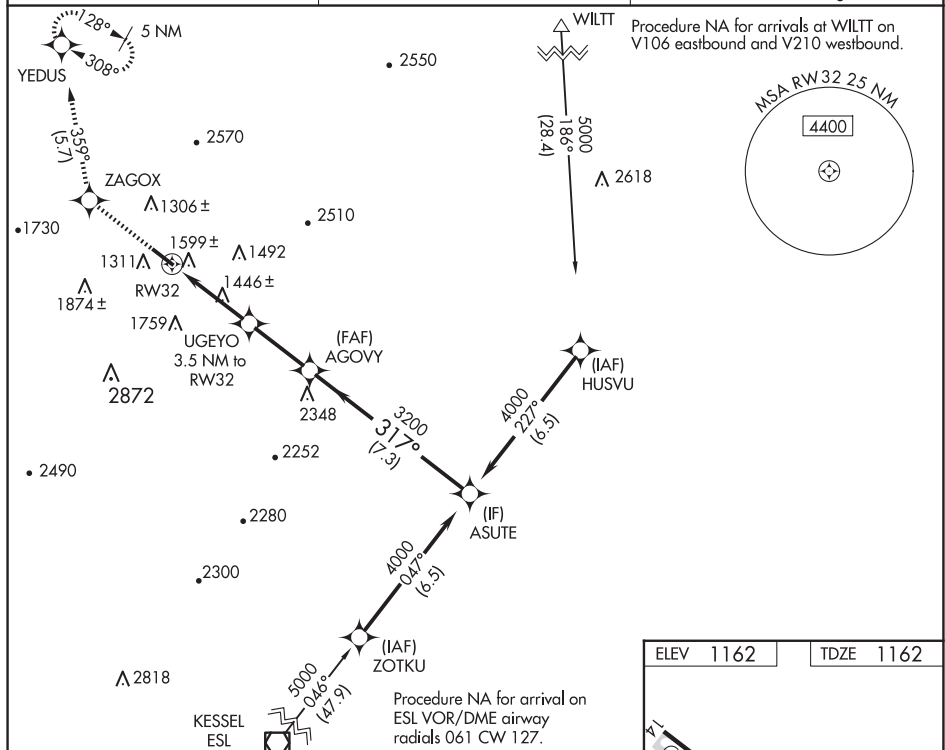 128°
5 NM
308°
YEDUS
WILTT
Procedure NA for arrivals at WILTT on
V106 eastbound and V210 westbound.
2550
MSA RW 32 25 NM
4400
359°
(5.7)
2570
5000
186°
(28.4)
2618
ZAGOX
1306±
2510
1730
1599±
1492
1311
RW32
1446±
1874±
1759
UGEYO
3.5 NM to
RW32
(FAF)
AGOVY
(IAF)
HUSVU
2872
2348
3200
317°
(7.3)
4000
227°
(6.5)
2252
2490
(IF)
ASUTE
2280
4000
047°
(6.5)
2300
(IAF)
ZOTKU
ELEV 1162
TDZE 1162
2818
5000
046°
(47.9)
Procedure NA for arrival on
ESL VOR/DME airway
radials 061 CW 127.
KESSEL
ESL
14